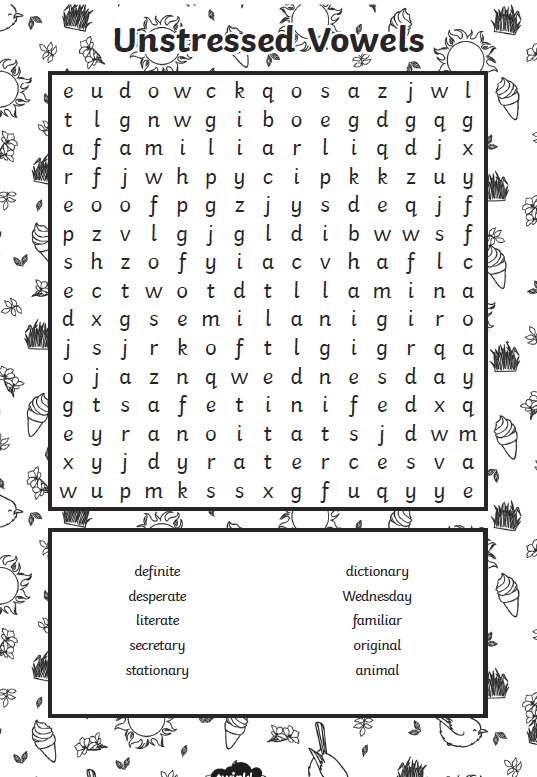 Unstressed Vowels
e u d o w c k q o s a z j w l
t l g n w g i b o e g d g q g
a f a m i l i a r l i q d j x
r f j w h p y c i p k k z u y
e o o f p g z j y s d e q j f
p z v l g j g l d i b w w s f
s h z o f y i a c v h a f l c
e c t w o t d t l l a m i n a
d x g s e m i l a n i g i r o
j s j r k o f t l g i g r q a
o j a z n q w e d n e s d a y
g t s a f e t i n i f e d x q
e y r a n o i t a t s j d w m
x y j d y r a t e r c e s v a
w u p m k s s x g f u q y y e
definite dictionary
desperate Wednesday
literate familiar
secretary original
stationary animal